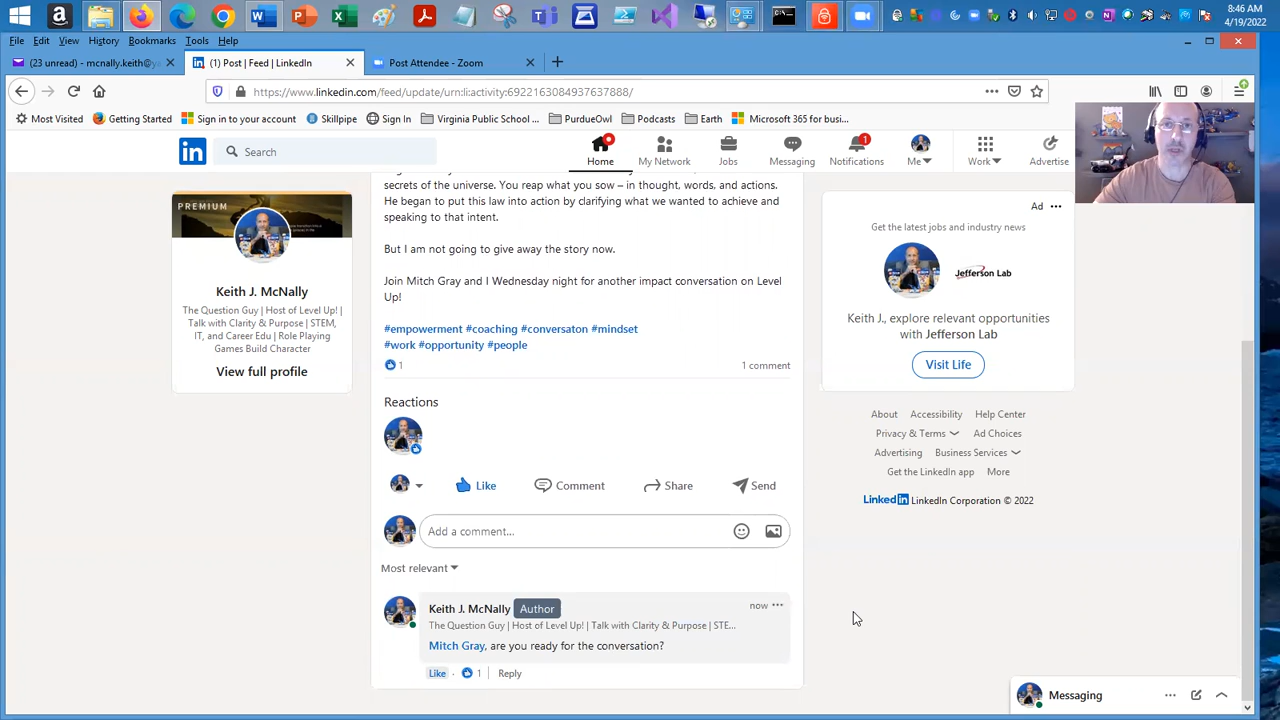 8:46 AM
4/19/2022
File Edit View History Bookmarks Tools Help
(23 unread) - mcnally.keith@y
(1) Post | Feed | LinkedIn
Post Attendee - Zoom
https://www.linkedin.com/feed/update/urn:li:activity:6922163084937637888/
Most Visited Getting Started Sign in to your account Skillpipe Sign In Virginia Public School ... PurdueOwl Podcasts Earth Microsoft 365 for busi...
in Search
Home My Network Jobs Messaging 1 Notifications Me Work Advertise
PREMIUM
Keith J. McNally
The Question Guy | Host of Level Up! |
Talk with Clarity & Purpose | STEM,
IT, and Career Edu | Role Playing
Games Build Character
View full profile
secrets of the universe. You reap what you sow – in thought, words, and actions.
He began to put this law into action by clarifying what we wanted to achieve and
speaking to that intent.
But I am not going to give away the story now.
Join Mitch Gray and I Wednesday night for another impact conversation on Level
Up!
#empowerment #coaching #conversaton #mindset
#work #opportunity #people
1
1 comment
Reactions
Like Comment Share Send
Add a comment...
Most relevant
Keith J. McNally Author now
The Question Guy | Host of Level Up! | Talk with Clarity & Purpose | STE...
Mitch Gray, are you ready for the conversation?
Like · 1 | Reply
Ad
Get the latest jobs and industry news
Jefferson Lab
Keith J., explore relevant opportunities
with Jefferson Lab
Visit Life
About Accessibility Help Center
Privacy & Terms Ad Choices
Advertising Business Services
Get the LinkedIn app More
LinkedIn LinkedIn Corporation © 2022
Messaging